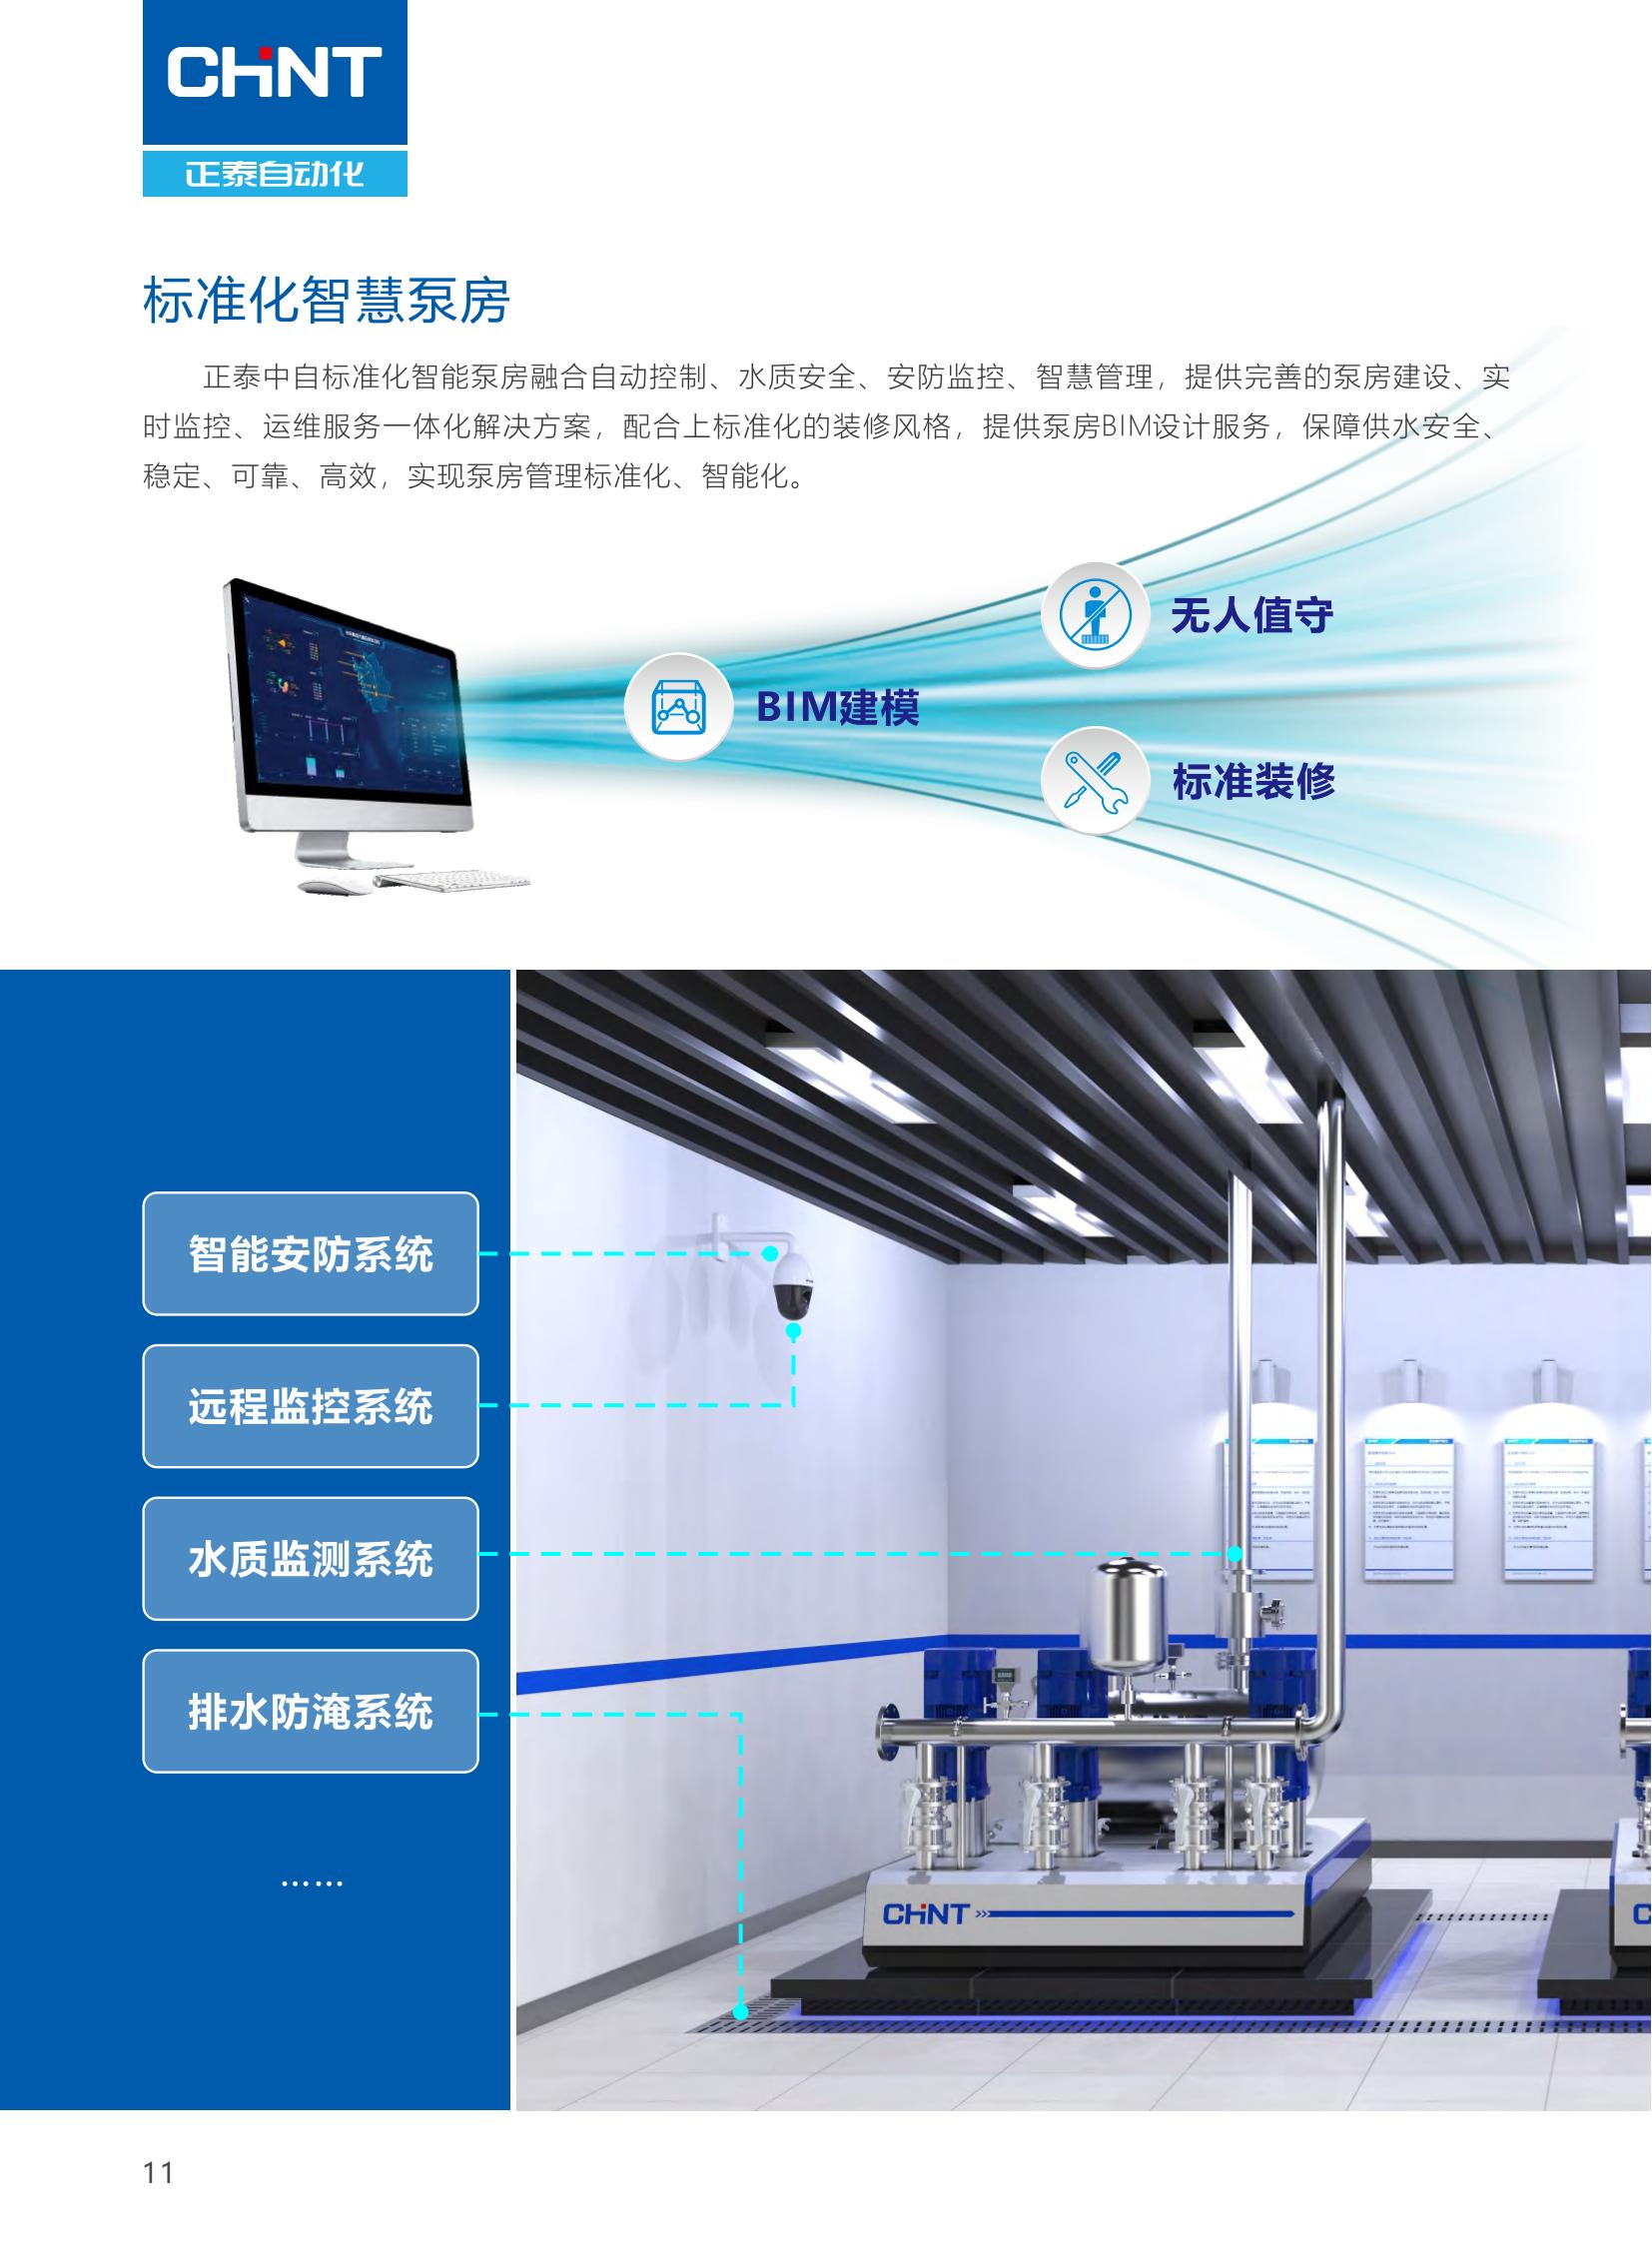 CHINT
正泰自动化
标准化智慧泵房
正泰中自标准化智能泵房融合自动控制、水质安全、安防监控、智慧管理，提供完善的泵房建设、实
时监控、运维服务一体化解决方案，配合上标准化的装修风格，提供泵房BIM设计服务，保障供水安全、
稳定、可靠、高效，实现泵房管理标准化、智能化。
无人值守
BIM建模
标准装修
智能安防系统
远程监控系统
水质监测系统
排水防淹系统
……
CHINT
11